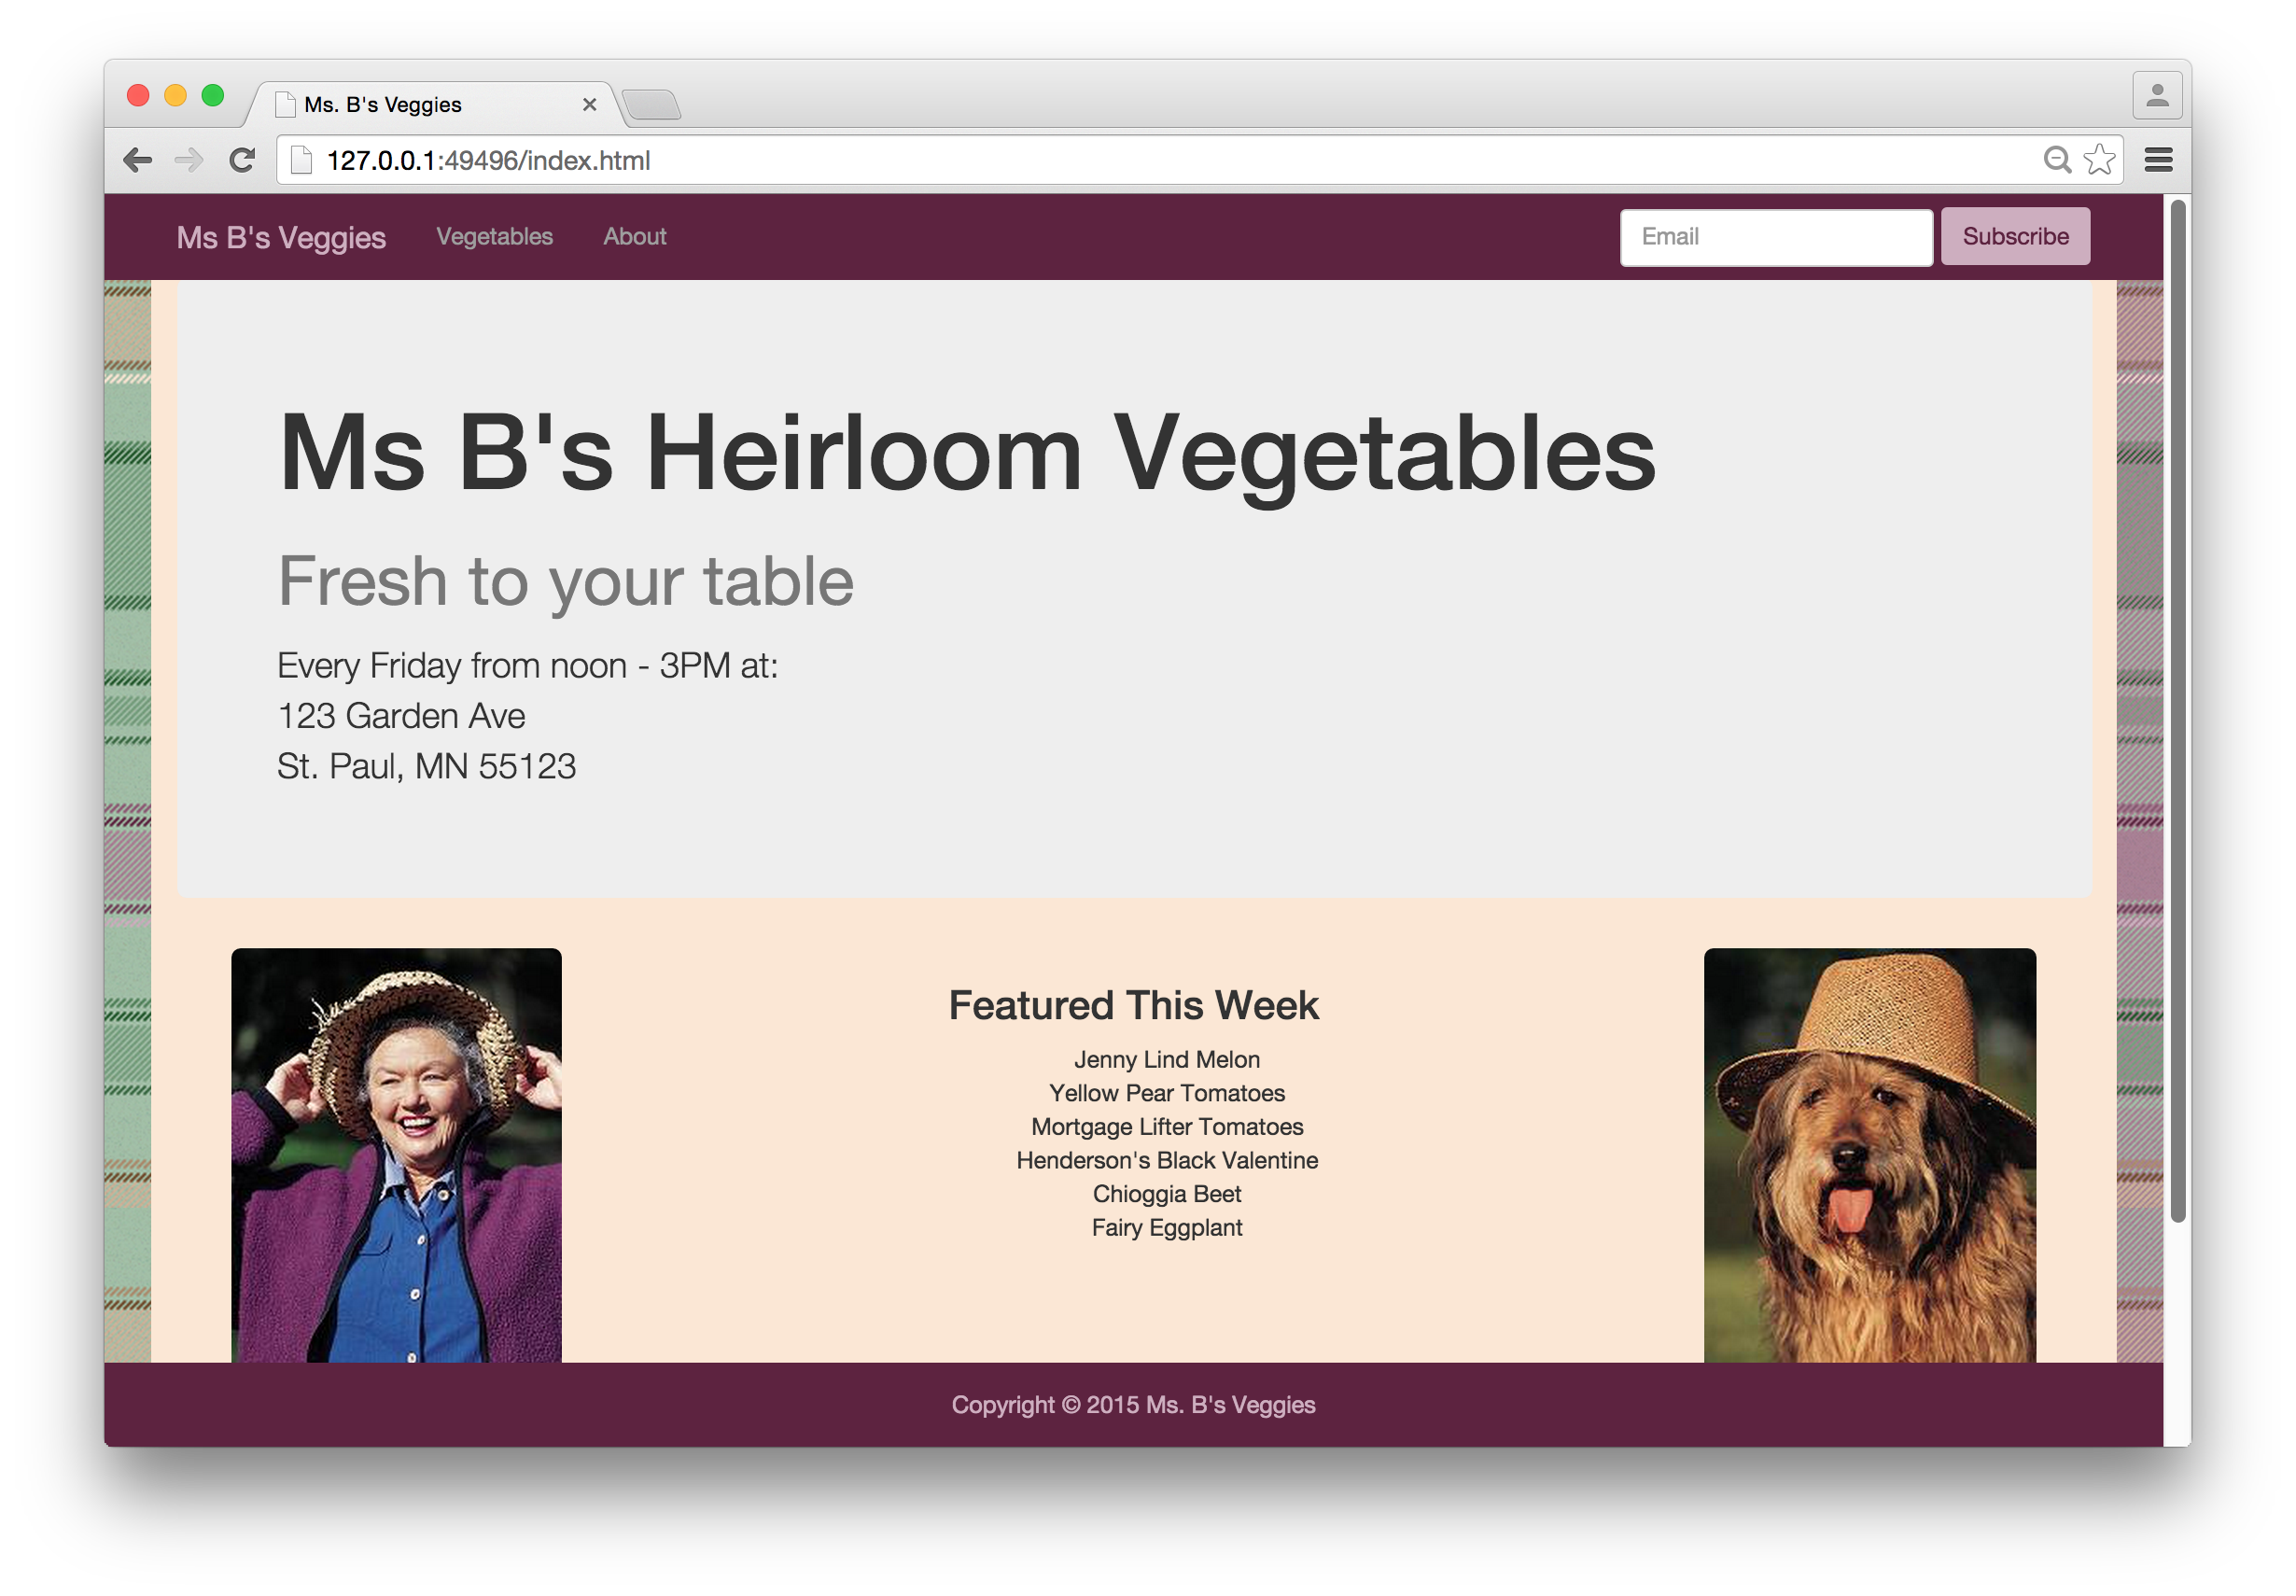 Ms. B's Veggies
127.0.0.1:49496/index.html
Ms B's Veggies Vegetables About Email Subscribe
Ms B's Heirloom Vegetables
Fresh to your table
Every Friday from noon - 3PM at:
123 Garden Ave
St. Paul, MN 55123
Featured This Week
Jenny Lind Melon
Yellow Pear Tomatoes
Mortgage Lifter Tomatoes
Henderson's Black Valentine
Chioggia Beet
Fairy Eggplant
Copyright © 2015 Ms. B's Veggies